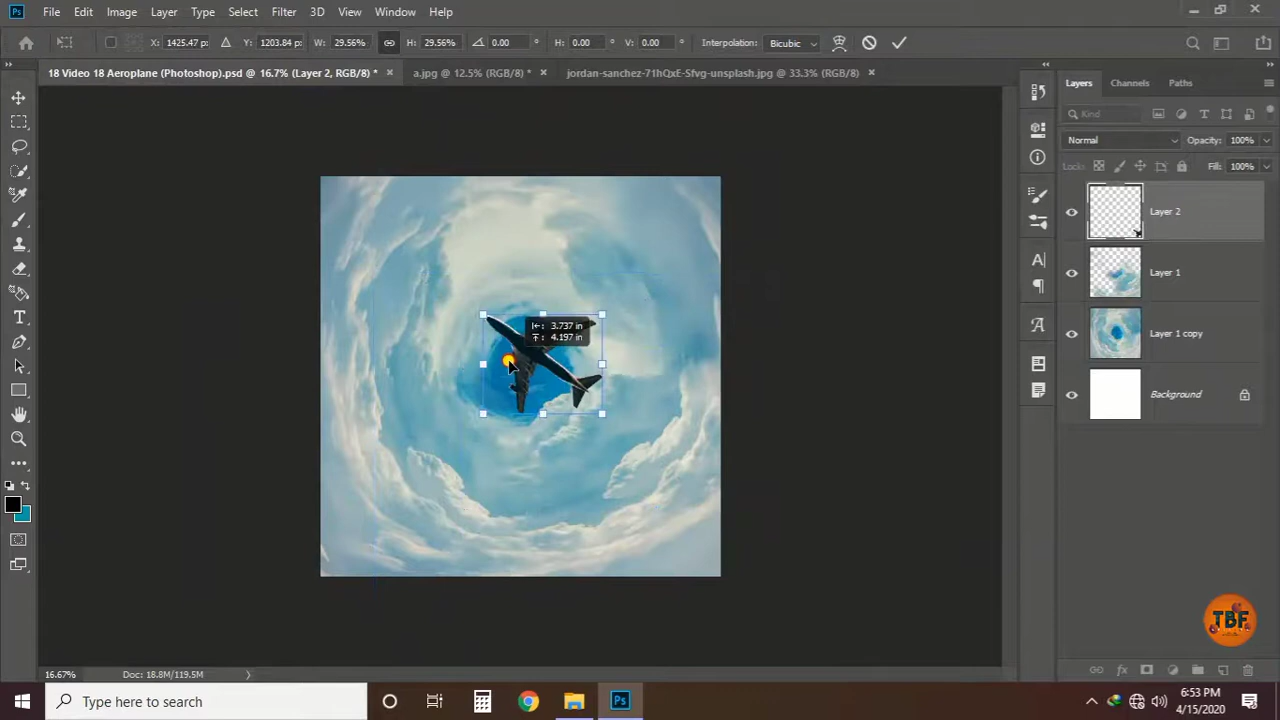 Ps File Edit Image Layer Type Select Filter 3D View Window Help
X: 1425.47 p Y: 1203.84 p W: 29.56% H: 29.56% 0.00 ° H: 0.00 ° V: 0.00 ° Interpolation: Bicubic
18 Video 18 Aeroplane (Photoshop).psd @ 16.7% (Layer 2, RGB/8) * × a.jpg @ 12.5% (RGB/8) * × jordan-sanchez-71hQxE-Sfvg-unsplash.jpg @ 33.3% (RGB/8) ×
Layers Channels Paths
Kind
Normal Opacity: 100%
Lock: Fill: 100%
Layer 2
Layer 1
Layer 1 copy
Background
3.737 in
4.197 in
TBF
16.67% Doc: 18.8M/119.5M
Type here to search
Ps
6:53 PM
4/15/2020